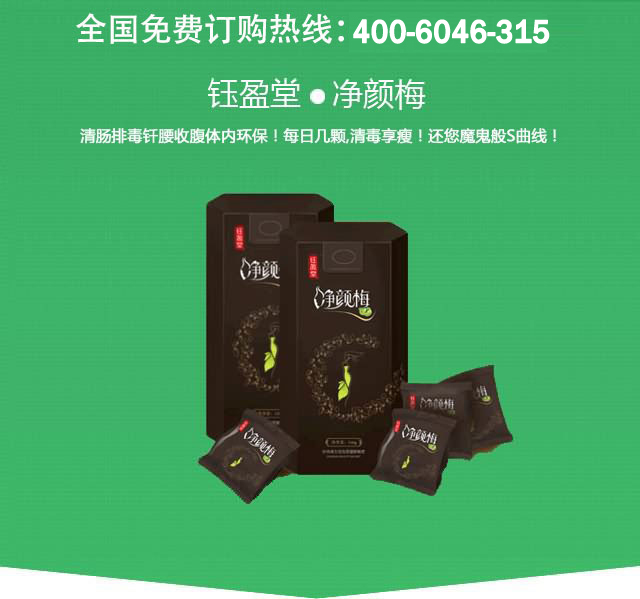 全国免费订购热线：400-6046-315
钰盈堂●净颜梅
清肠排毒钎腰收腹体内环保！每日几颗,清毒享瘦！还您魔鬼般S曲线！
钰盈堂
净颜
钰盈堂
净颜梅
净颜梅
净颜梅
净颜梅